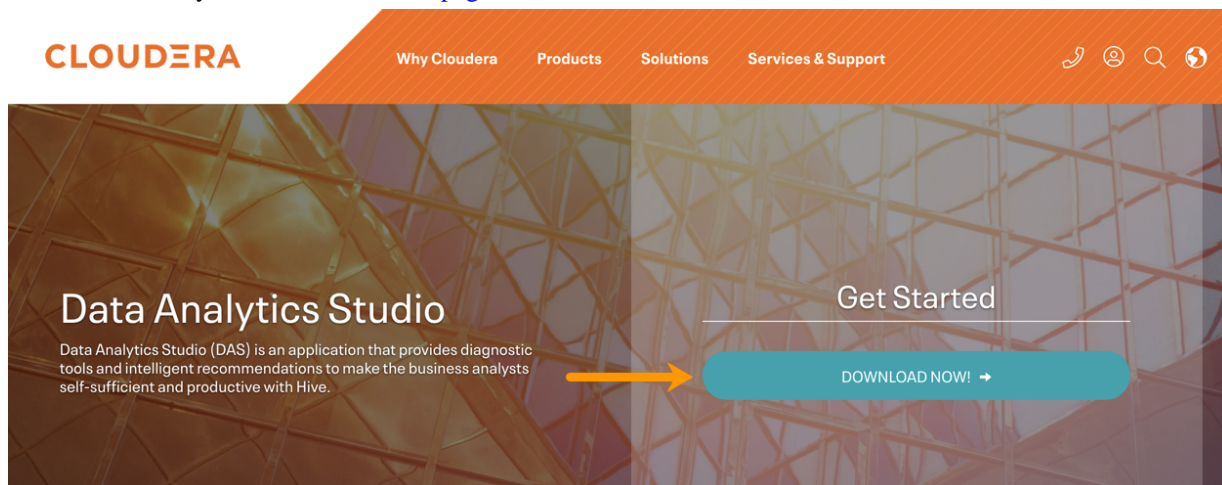 CLOUDERA
Why Cloudera Products Solutions Services & Support
Data Analytics Studio
Data Analytics Studio (DAS) is an application that provides diagnostic
tools and intelligent recommendations to make the business analysts
self-sufficient and productive with Hive.
Get Started
DOWNLOAD NOW! →